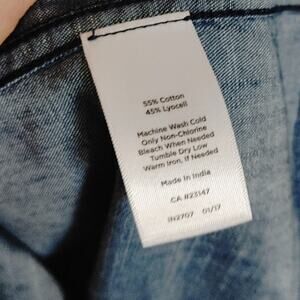 55% Cotton
45% Lyocell
Machine Wash Cold
Only Non-Chlorine
Bleach When Needed
Tumble Dry Low
Warm Iron, If Needed
Made in India
CA #23147
IN2707 01/17